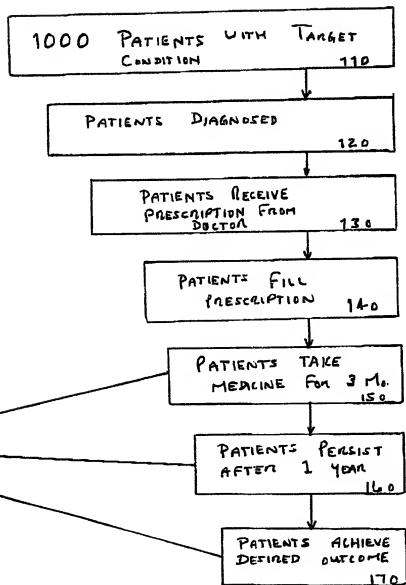 1000 PATIENTS WITH TARGET
CONDITION
110
PATIENTS DIAGNOSED
120
PATIENTS RECEIVE
PRESCRIPTION FROM
DOCTOR
130
PATIENTS FILL
PRESCRIPTION
140
PATIENTS TAKE
MEDICINE FOR 3 MO.
150
PATIENTS PERSIST
AFTER 1 YEAR
160
PATIENTS ACHIEVE
DESIRED OUTCOME
170